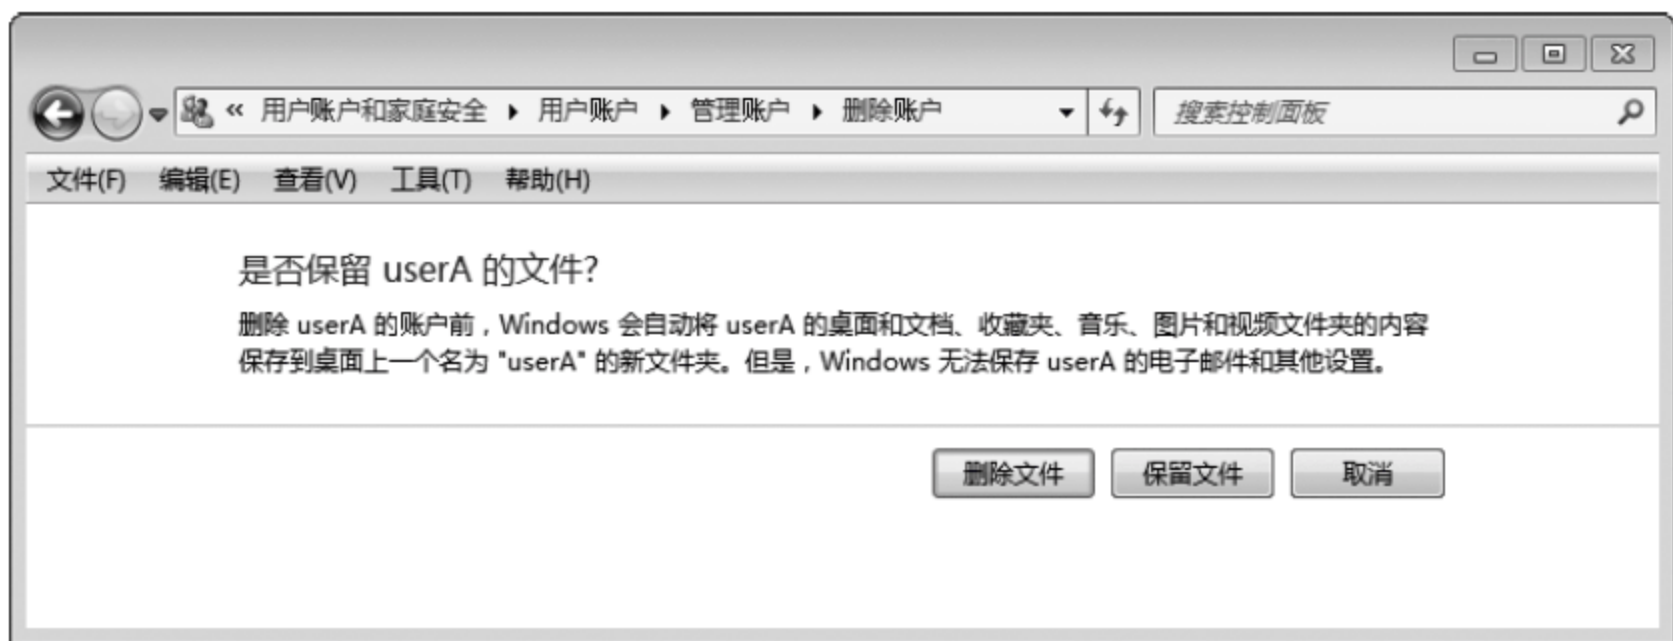 « 用户账户和家庭安全 ▸ 用户账户 ▸ 管理账户 ▸ 删除账户 搜索控制面板
文件(F) 编辑(E) 查看(V) 工具(T) 帮助(H)
是否保留 userA 的文件?
删除 userA 的账户前，Windows 会自动将 userA 的桌面和文档、收藏夹、音乐、图片和视频文件夹的内容
保存到桌面上一个名为 "userA" 的新文件夹。但是，Windows 无法保存 userA 的电子邮件和其他设置。
删除文件 保留文件 取消